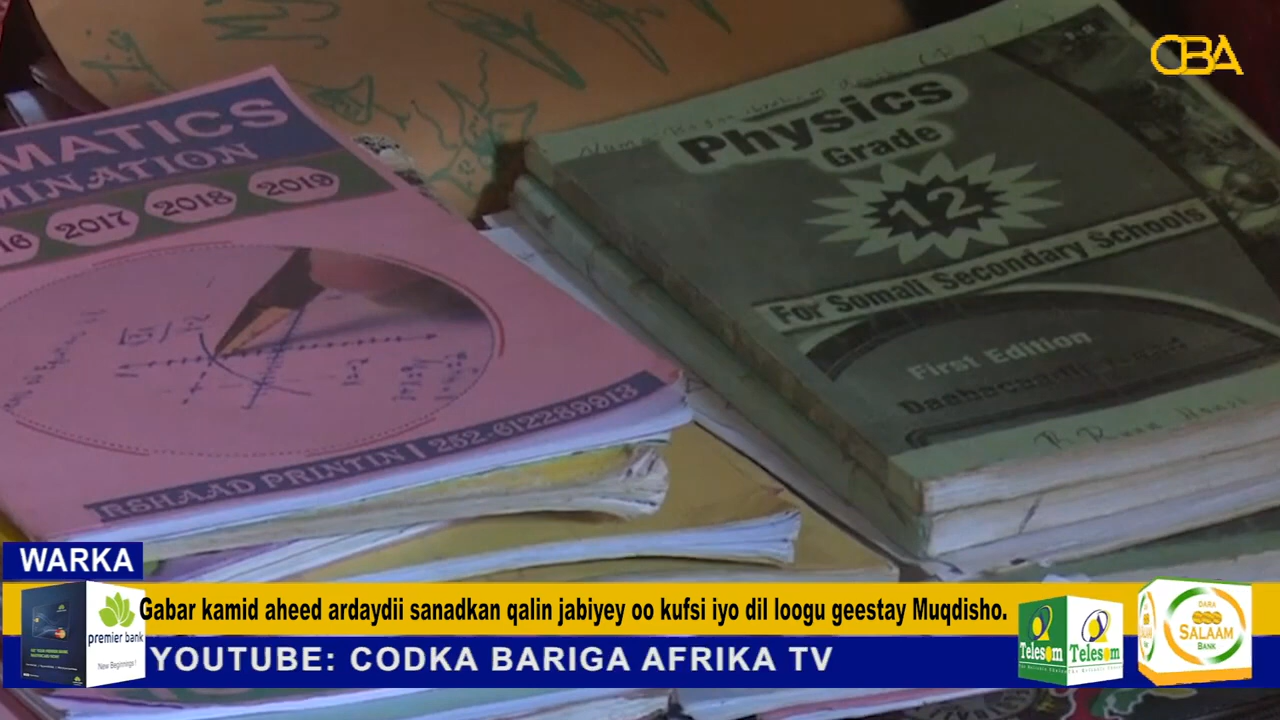 CBA
MATICS
MINATION
16 2017 2018 2019
RSHAAD PRINTIN | 252-612289913
Physics
Grade
12
For Somali Secondary Schools
First Edition
WARKA
Gabar kamid aheed ardaydii sanadkan qalin jabiyey oo kufsi iyo dil loogu geestay Muqdisho.
premier bank
New Beginnings !
YOUTUBE: CODKA BARIGA AFRIKA TV
Telesom
Telesom
DARA
SALAAM
BANK